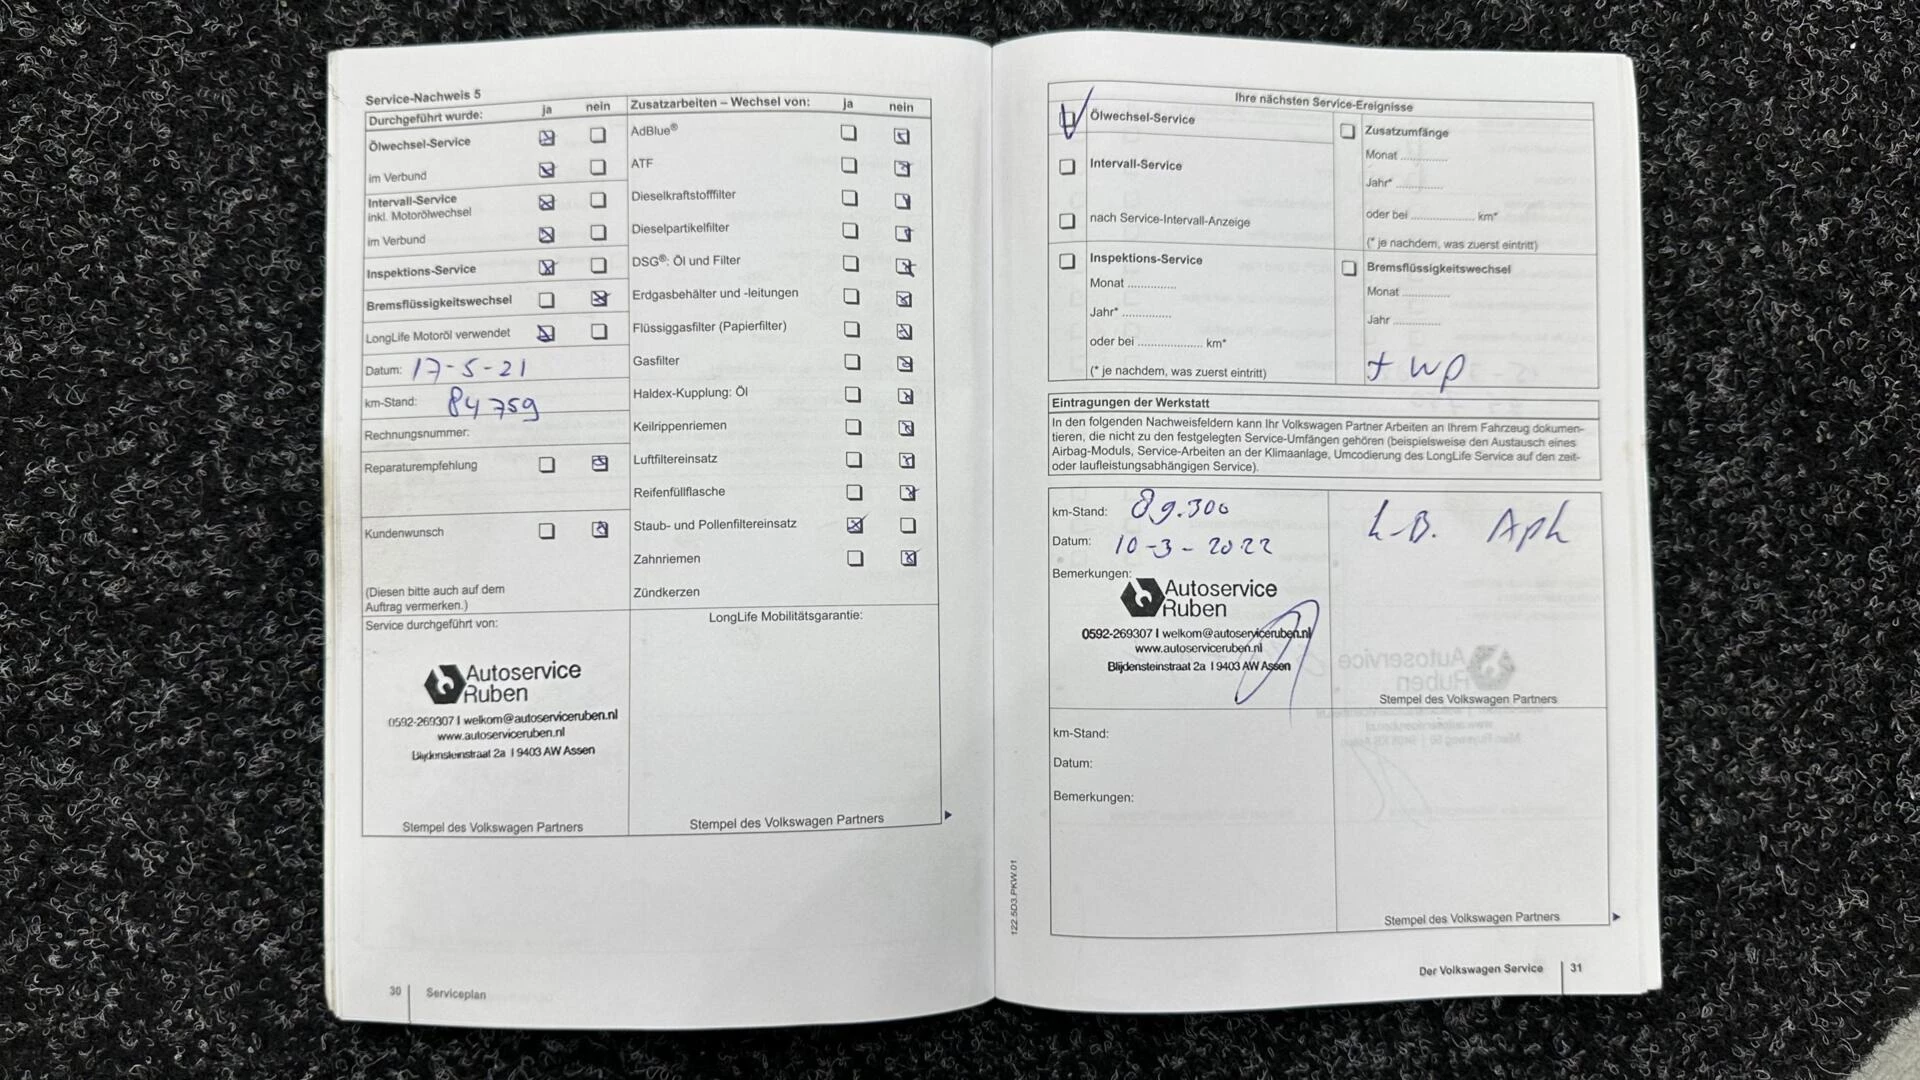 Service-Nachweis 5
Durchgeführt wurde: ja nein
Ölwechsel-Service
im Verbund
Intervall-Service
inkl. Motorölwechsel
im Verbund
Inspektions-Service
Bremsflüssigkeitswechsel
LongLife Motoröl verwendet
Datum: 17-5-21
km-Stand: 84759
Rechnungsnummer:
Reparaturempfehlung
Kundenwunsch
(Diesen bitte auch auf dem
Auftrag vermerken.)
Service durchgeführt von:
Autoservice
Ruben
0592-269307 I welkom@autoserviceruben.nl
www.autoserviceruben.nl
Blijdensteinstraat 2a I 9403 AW Assen
Stempel des Volkswagen Partners
Zusatzarbeiten – Wechsel von: ja nein
AdBlue®
ATF
Dieselkraftstofffilter
Dieselpartikelfilter
DSG®: Öl und Filter
Erdgasbehälter und -leitungen
Flüssiggasfilter (Papierfilter)
Gasfilter
Haldex-Kupplung: Öl
Keilrippenriemen
Luftfiltereinsatz
Reifenfüllflasche
Staub- und Pollenfiltereinsatz
Zahnriemen
Zündkerzen
LongLife Mobilitätsgarantie:
Stempel des Volkswagen Partners
30 Serviceplan
Ihre nächsten Service-Ereignisse
Ölwechsel-Service
Intervall-Service
nach Service-Intervall-Anzeige
Inspektions-Service
Monat ..............
Jahr* ..............
oder bei .................... km*
(* je nachdem, was zuerst eintritt)
Zusatzumfänge
Monat ..............
Jahr* ..............
oder bei .................... km*
(* je nachdem, was zuerst eintritt)
Bremsflüssigkeitswechsel
Monat ..............
Jahr ..............
+ wp
Eintragungen der Werkstatt
In den folgenden Nachweisfeldern kann Ihr Volkswagen Partner Arbeiten an Ihrem Fahrzeug dokumen-
tieren, die nicht zu den festgelegten Service-Umfängen gehören (beispielsweise den Austausch eines
Airbag-Moduls, Service-Arbeiten an der Klimaanlage, Umcodierung des LongLife Service auf den zeit-
oder laufleistungsabhängigen Service).
km-Stand: 89.300
Datum: 10-3-2022
Bemerkungen:
Autoservice
Ruben
0592-269307 I welkom@autoserviceruben.nl
www.autoserviceruben.nl
Blijdensteinstraat 2a I 9403 AW Assen
Stempel des Volkswagen Partners
km-Stand:
Datum:
Bemerkungen:
Stempel des Volkswagen Partners
122.5D3.PKW.01
Der Volkswagen Service 31